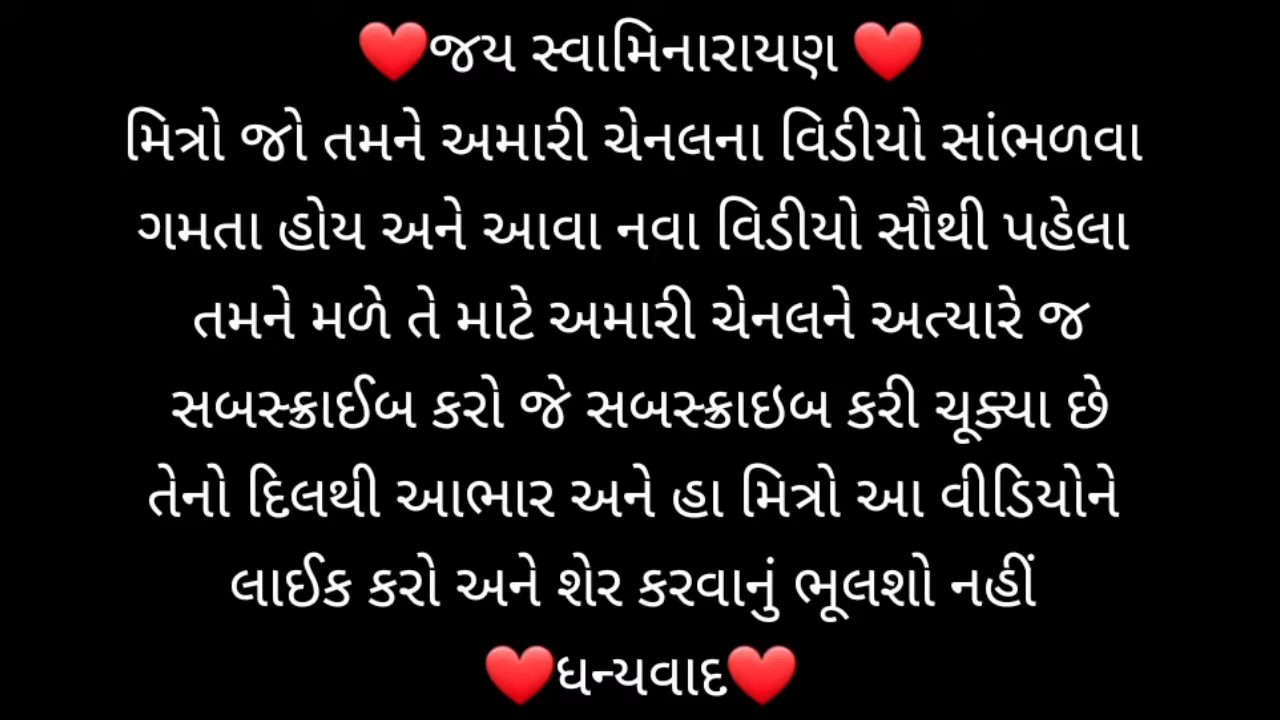 ❤️જય સ્વામિનારાયણ ❤️
મિત્રો જો તમને અમારી ચેનલના વિડીયો સાંભળવા
ગમતા હોય અને આવા નવા વિડીયો સૌથી પહેલા
તમને મળે તે માટે અમારી ચેનલને અત્યારે જ
સબસ્ક્રાઈબ કરો જે સબસ્ક્રાઇબ કરી ચૂક્યા છે
તેનો દિલથી આભાર અને હા મિત્રો આ વીડિયોને
લાઈક કરો અને શેર કરવાનું ભૂલશો નહીં
❤️ધન્યવાદ❤️